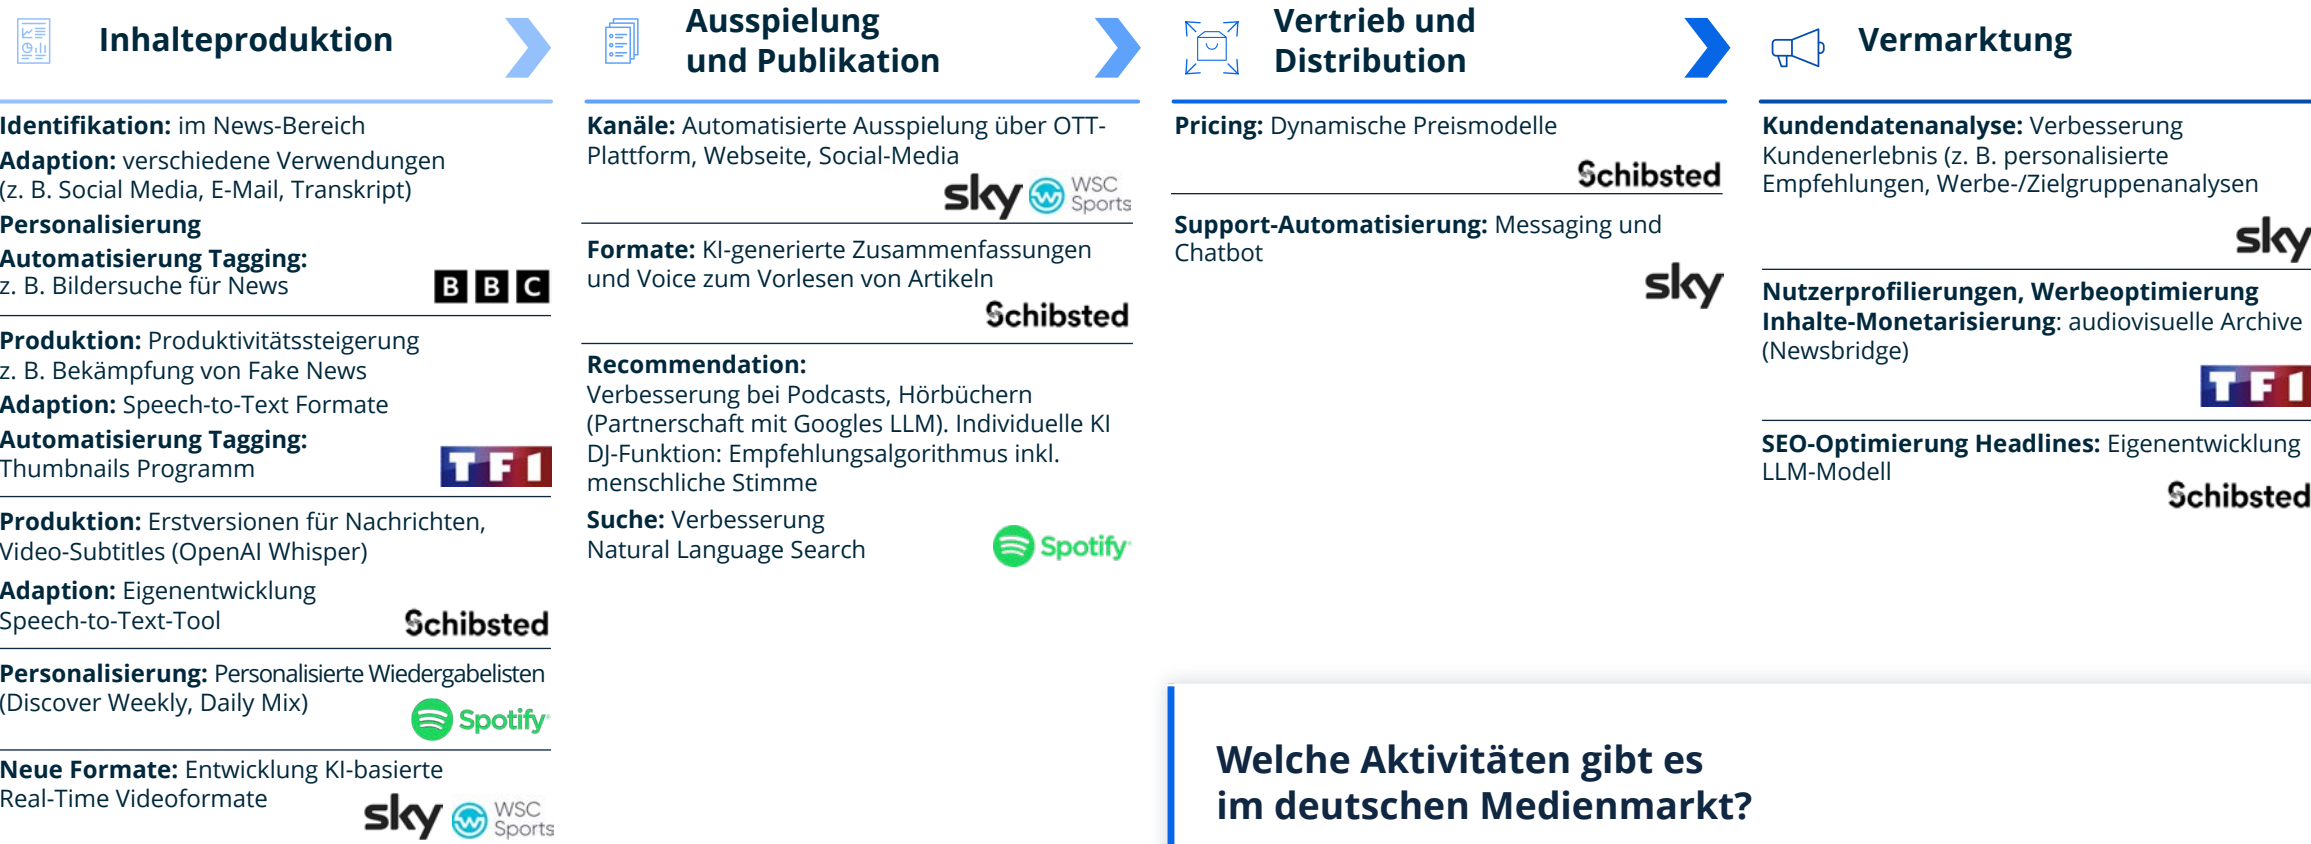 Inhalteproduktion
Identifikation: im News-Bereich
Adaption: verschiedene Verwendungen
(z. B. Social Media, E-Mail, Transkript)
Personalisierung
Automatisierung Tagging:
z. B. Bildersuche für News
BBC
Produktion: Produktivitätssteigerung
z. B. Bekämpfung von Fake News
Adaption: Speech-to-Text Formate
Automatisierung Tagging:
Thumbnails Programm
TF1
Produktion: Erstversionen für Nachrichten,
Video-Subtitles (OpenAI Whisper)
Adaption: Eigenentwicklung
Speech-to-Text-Tool
Schibsted
Personalisierung: Personalisierte Wiedergabelisten
(Discover Weekly, Daily Mix)
Spotify
Neue Formate: Entwicklung KI-basierte
Real-Time Videoformate
sky WSC Sports
Ausspielung
und Publikation
Kanäle: Automatisierte Ausspielung über OTT-
Plattform, Webseite, Social-Media
sky WSC Sports
Formate: KI-generierte Zusammenfassungen
und Voice zum Vorlesen von Artikeln
Schibsted
Recommendation:
Verbesserung bei Podcasts, Hörbüchern
(Partnerschaft mit Googles LLM). Individuelle KI
DJ-Funktion: Empfehlungsalgorithmus inkl.
menschliche Stimme
Suche: Verbesserung
Natural Language Search
Spotify
Vertrieb und
Distribution
Pricing: Dynamische Preismodelle
Schibsted
Support-Automatisierung: Messaging und
Chatbot
sky
Vermarktung
Kundendatenanalyse: Verbesserung
Kundenerlebnis (z. B. personalisierte
Empfehlungen, Werbe-/Zielgruppenanalysen
sky
Nutzerprofilierungen, Werbeoptimierung
Inhalte-Monetarisierung: audiovisuelle Archive
(Newsbridge)
TF1
SEO-Optimierung Headlines: Eigenentwicklung
LLM-Modell
Schibsted
Welche Aktivitäten gibt es
im deutschen Medienmarkt?